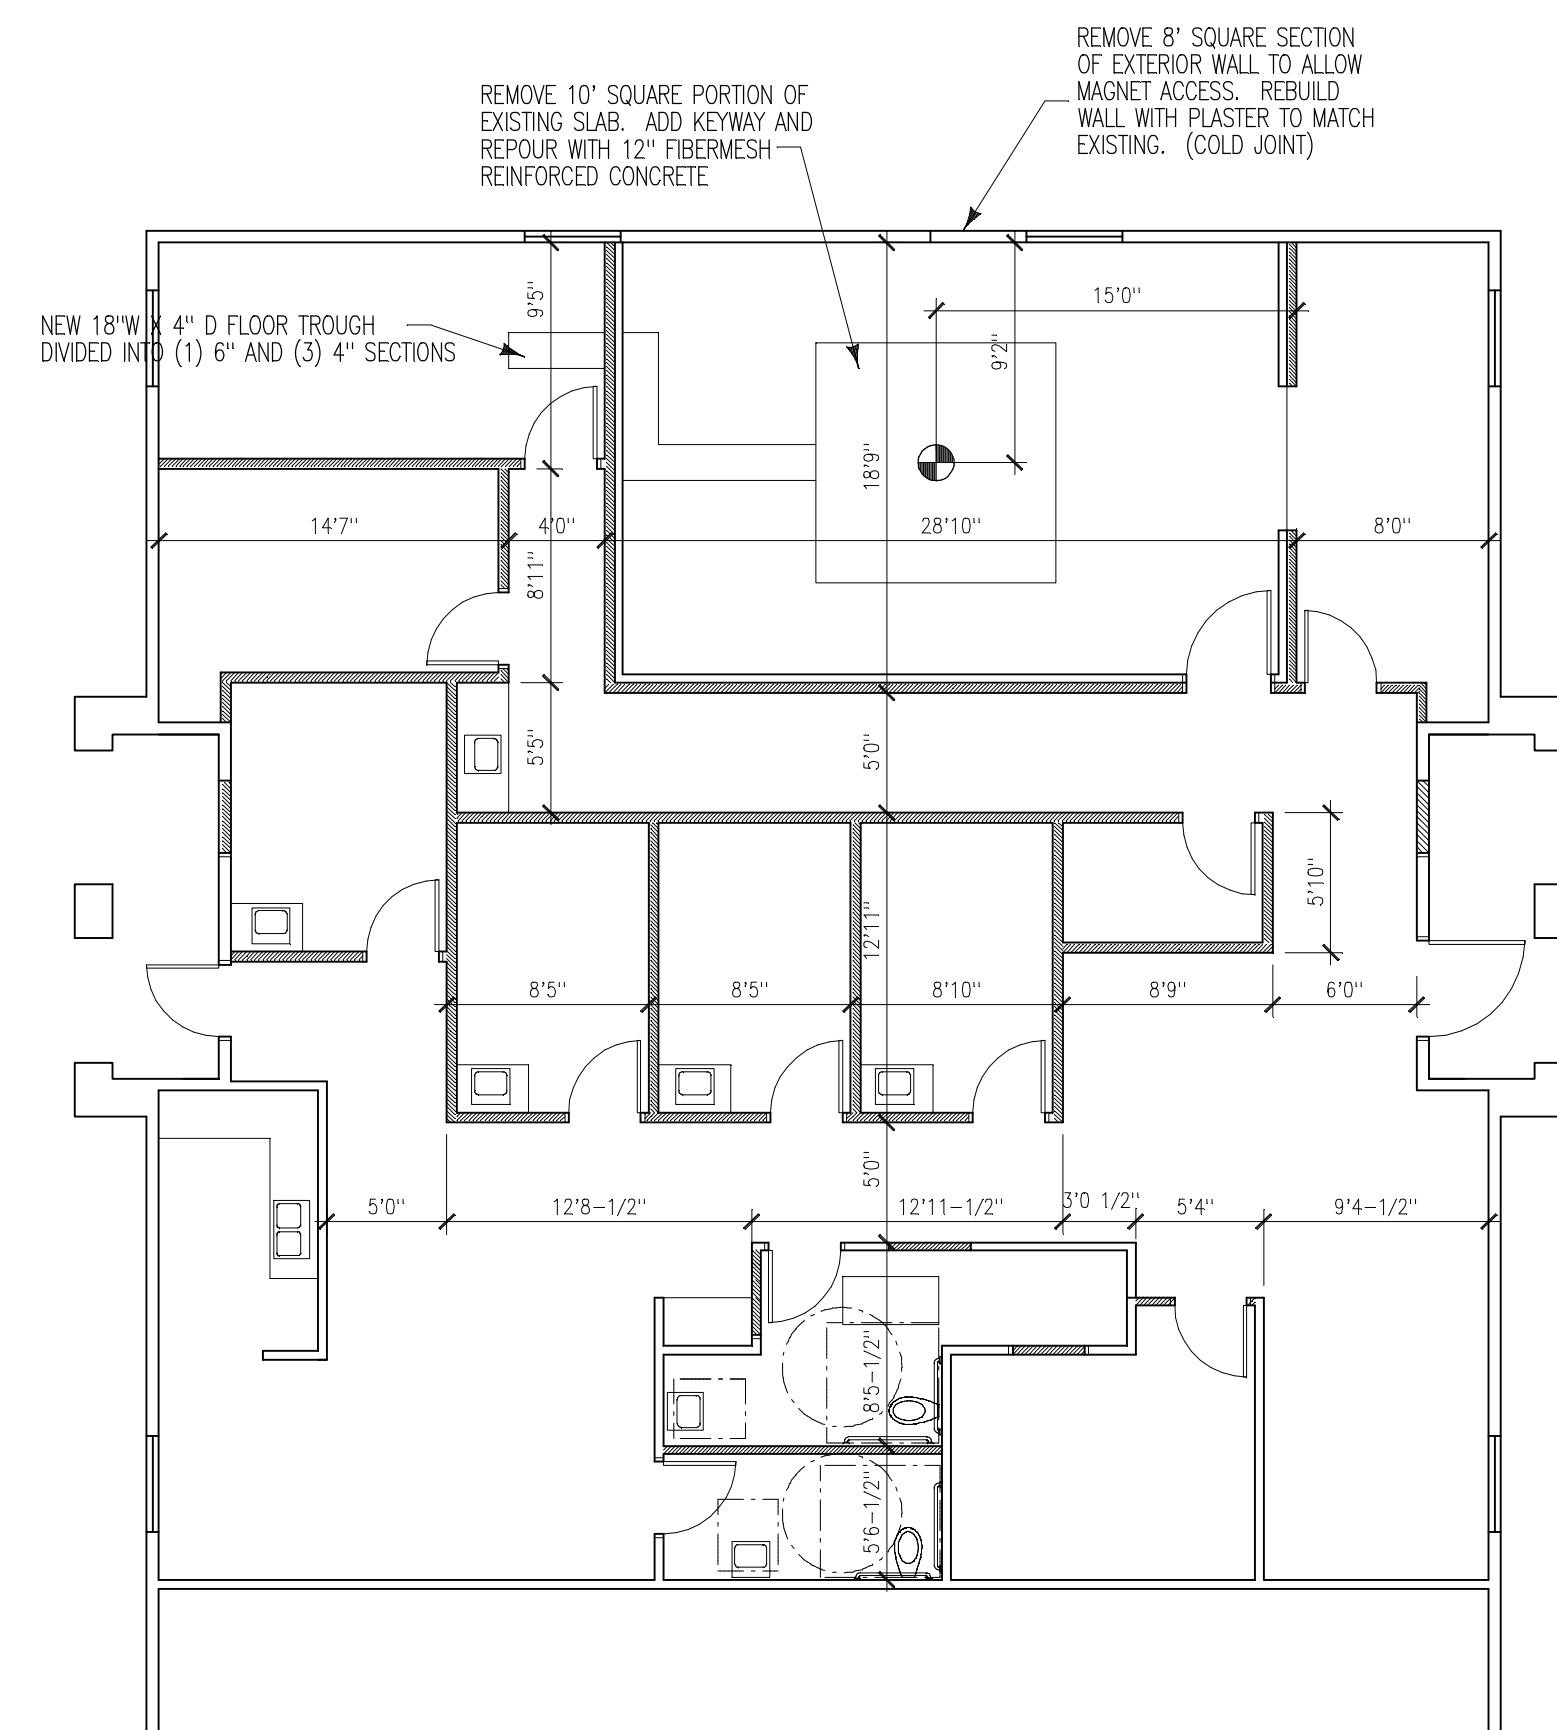 REMOVE 8' SQUARE SECTION
OF EXTERIOR WALL TO ALLOW
MAGNET ACCESS.  REBUILD
WALL WITH PLASTER TO MATCH
EXISTING.  (COLD JOINT)
REMOVE 10' SQUARE PORTION OF
EXISTING SLAB.  ADD KEYWAY AND
REPOUR WITH 12" FIBERMESH
REINFORCED CONCRETE
NEW 18"W X 4" D FLOOR TROUGH
DIVIDED INTO (1) 6" AND (3) 4" SECTIONS
9'5"
15'0"
9'2"
18'9"
14'7"
4'0"
28'10"
8'0"
8'11"
5'5"
5'0"
5'10"
12'11"
8'5"
8'5"
8'10"
8'9"
6'0"
5'0"
5'0"
12'8-1/2"
12'11-1/2"
3'0 1/2"
5'4"
9'4-1/2"
8'5-1/2"
5'6-1/2"